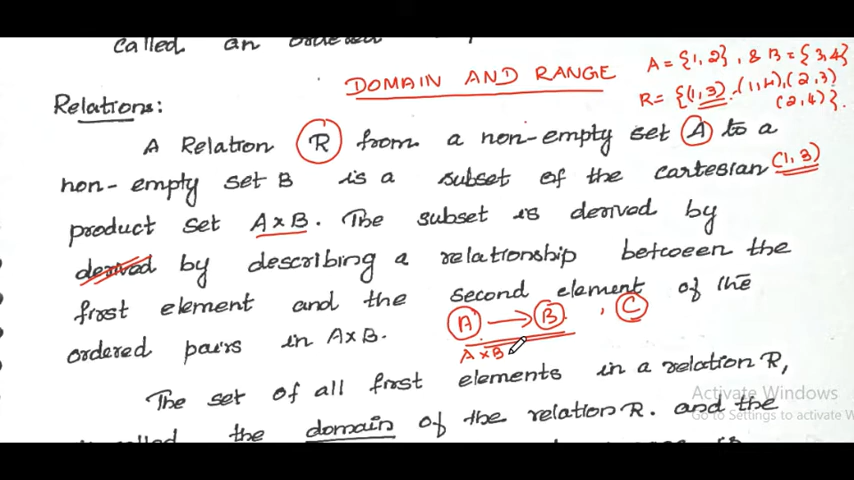 called an ordered
DOMAIN AND RANGE
A = {1, 2}, & B = {3, 4}
R = {(1, 3), (1, 4), (2, 3)
(2, 4)}.
Relations:
A Relation R from a non-empty set A to a
non-empty set B is a subset of the cartesian (1, 3)
product set A×B. The subset is derived by
derived by describing a relationship between the
first element and the second element of the
A → B , C
ordered pairs in A×B.
A×B
The set of all first elements in a relation R,
Activate Windows
Go to Settings to activate W
called the domain of the relation R. and the